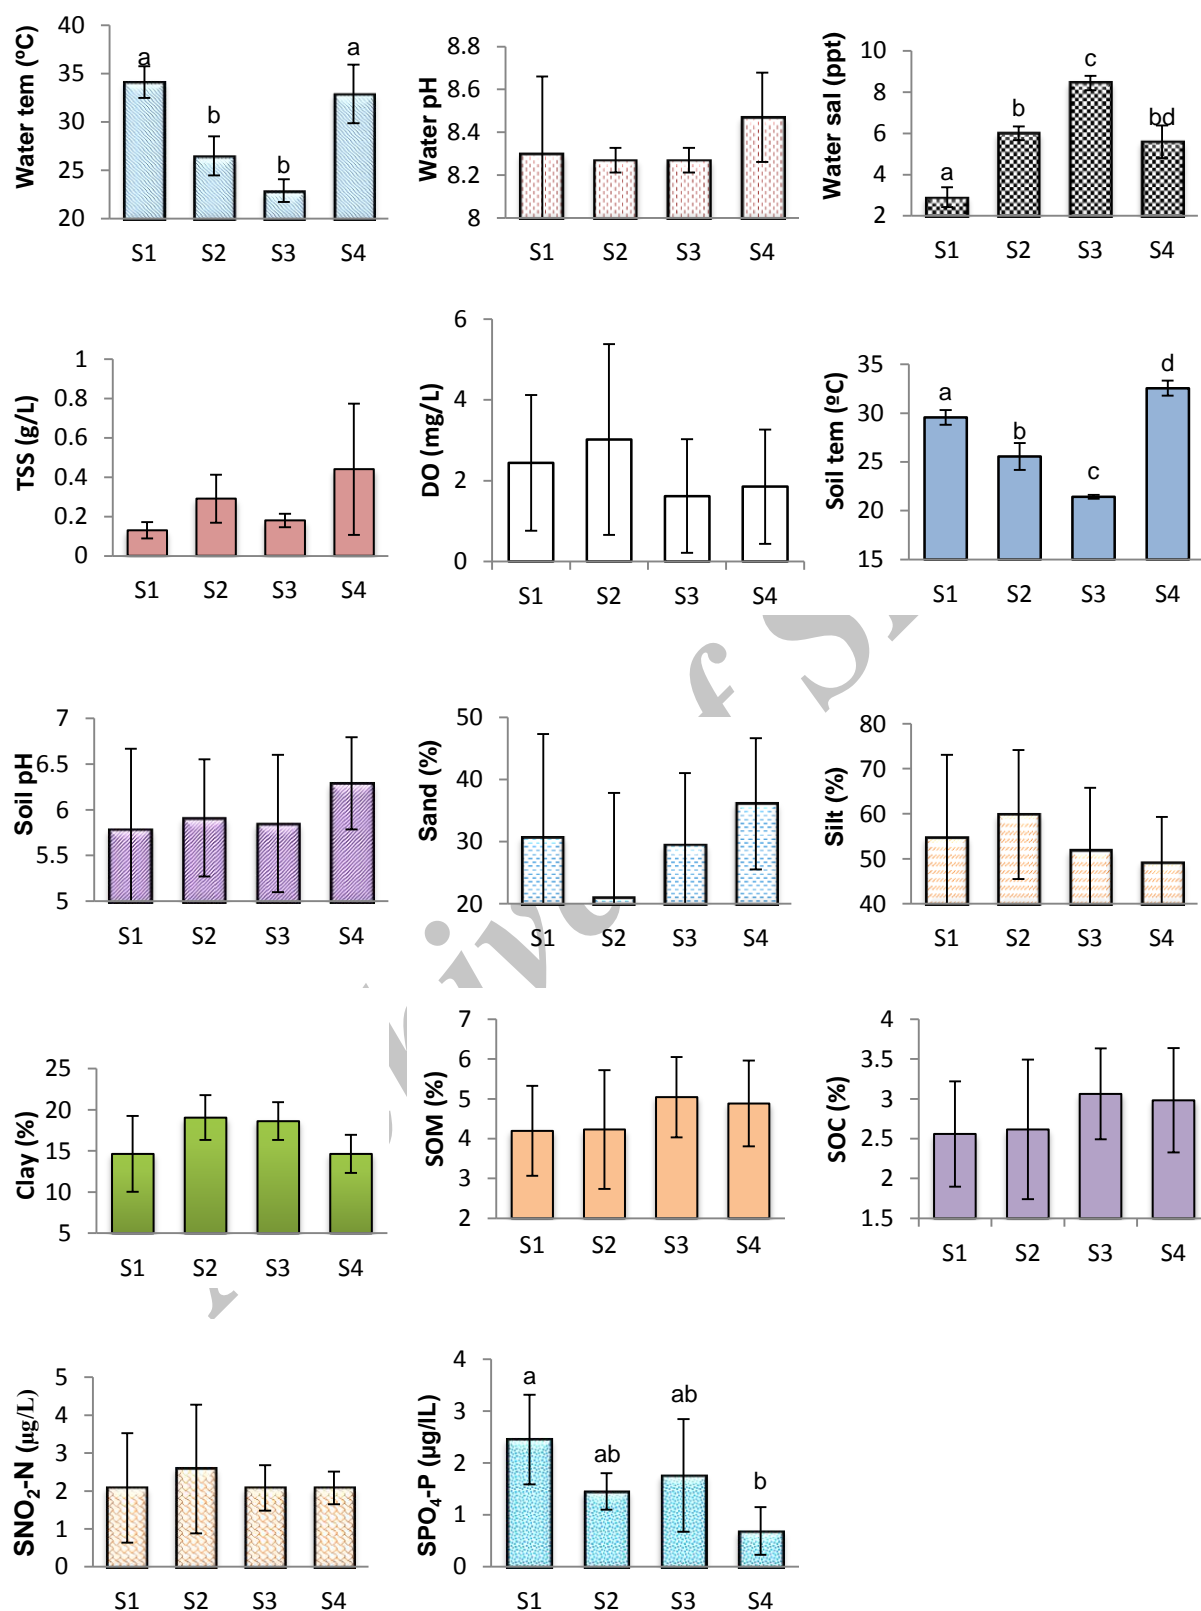 Water tem (ºC)
40
35
30
25
20
a
b
b
a
S1 S2 S3 S4
Water pH
8.8
8.6
8.4
8.2
8
S1 S2 S3 S4
Water sal (ppt)
10
8
6
4
2
a
b
c
bd
S1 S2 S3 S4
TSS (g/L)
1
0.8
0.6
0.4
0.2
0
S1 S2 S3 S4
DO (mg/L)
6
4
2
0
S1 S2 S3 S4
Soil tem (ºC)
35
30
25
20
15
a
b
c
d
S1 S2 S3 S4
Soil pH
7
6.5
6
5.5
5
S1 S2 S3 S4
Sand (%)
50
40
30
20
S1 S2 S3 S4
Silt (%)
80
70
60
50
40
S1 S2 S3 S4
Clay (%)
25
20
15
10
5
S1 S2 S3 S4
SOM (%)
7
6
5
4
3
2
S1 S2 S3 S4
SOC (%)
4
3.5
3
2.5
2
1.5
S1 S2 S3 S4
SNO₂-N (µg/L)
5
4
3
2
1
0
S1 S2 S3 S4
SPO₄-P (µg/lL)
4
3
2
1
0
a
ab
ab
b
S1 S2 S3 S4